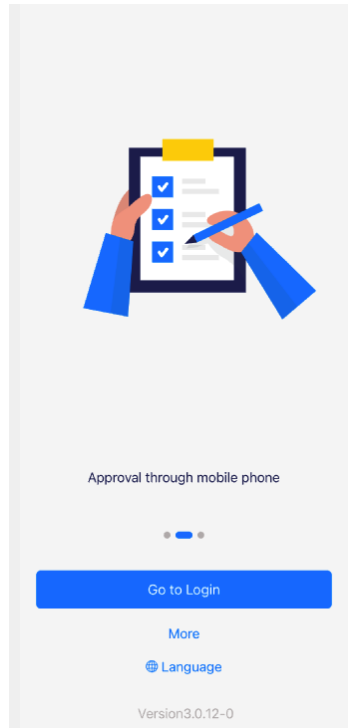 Approval through mobile phone
Go to Login
More
Language
Version3.0.12-0